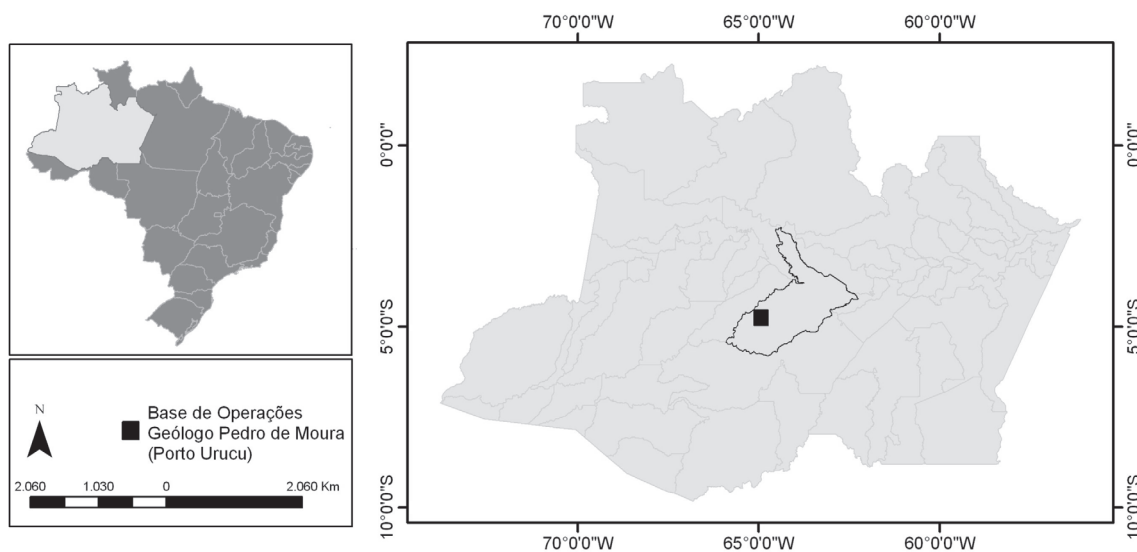 70°0'0"W 65°0'0"W 60°0'0"W
0°0'0" 0°0'0"
5°0'0"S 5°0'0"S
10°0'0"S 10°0'0"S
70°0'0"W 65°0'0"W 60°0'0"W
N
Base de Operações
Geólogo Pedro de Moura
(Porto Urucu)
2.060 1.030 0 2.060 Km